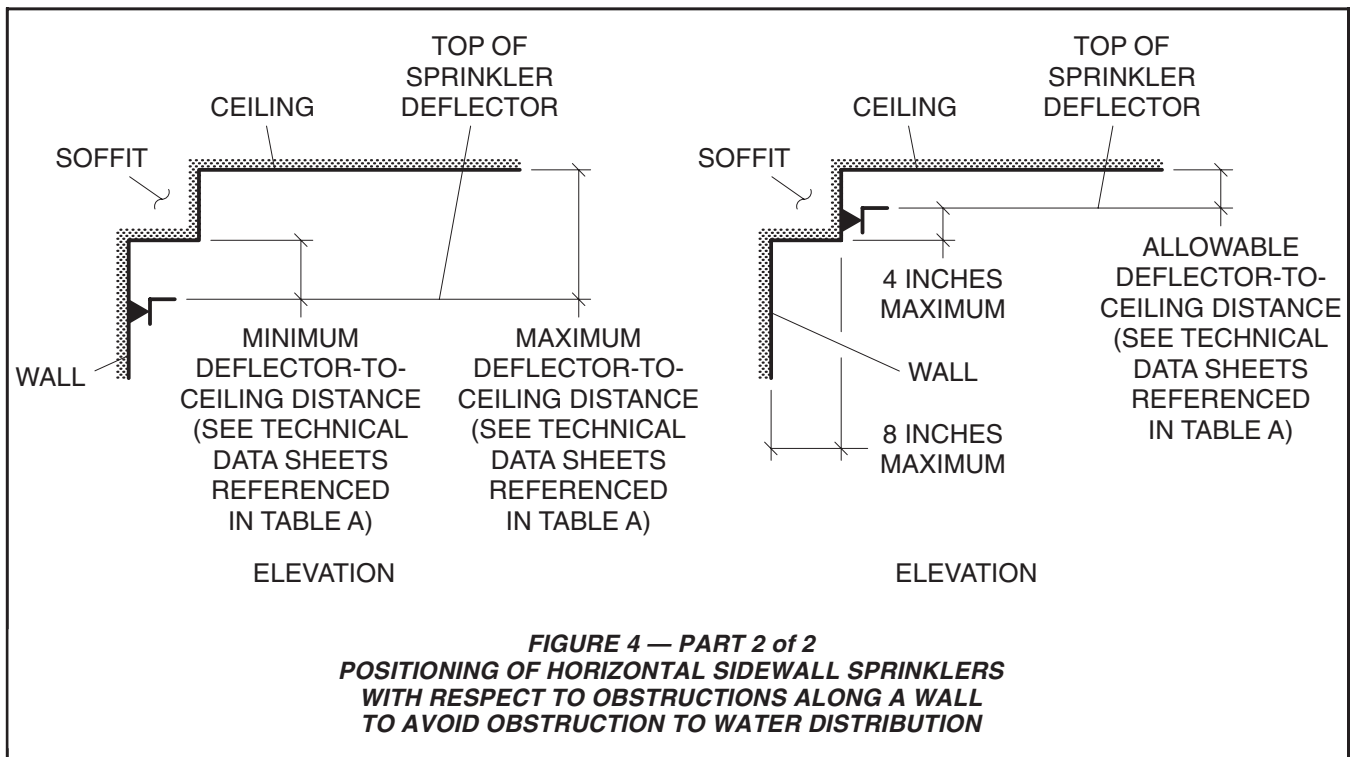 TOP OF
SPRINKLER
DEFLECTOR
CEILING
SOFFIT
WALL
MINIMUM
DEFLECTOR-TO-
CEILING DISTANCE
(SEE TECHNICAL
DATA SHEETS
REFERENCED
IN TABLE A)
MAXIMUM
DEFLECTOR-TO-
CEILING DISTANCE
(SEE TECHNICAL
DATA SHEETS
REFERENCED
IN TABLE A)
ELEVATION
TOP OF
SPRINKLER
DEFLECTOR
CEILING
SOFFIT
4 INCHES
MAXIMUM
WALL
8 INCHES
MAXIMUM
ALLOWABLE
DEFLECTOR-TO-
CEILING DISTANCE
(SEE TECHNICAL
DATA SHEETS
REFERENCED
IN TABLE A)
ELEVATION
FIGURE 4 — PART 2 of 2
POSITIONING OF HORIZONTAL SIDEWALL SPRINKLERS
WITH RESPECT TO OBSTRUCTIONS ALONG A WALL
TO AVOID OBSTRUCTION TO WATER DISTRIBUTION